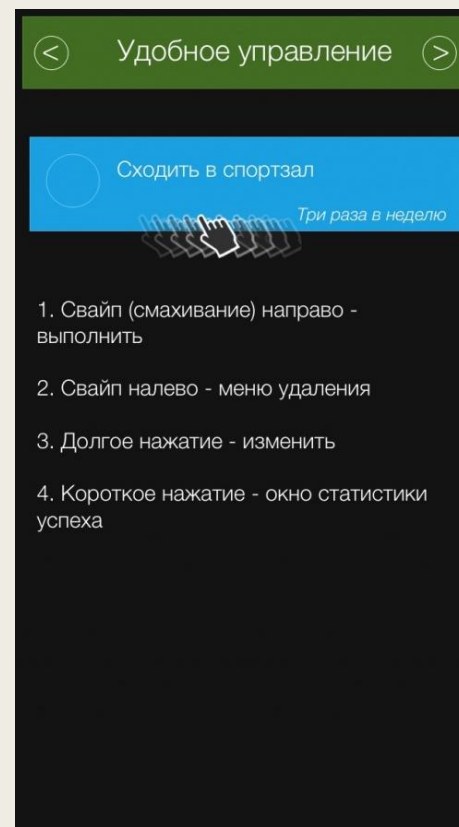 < Удобное управление >
Сходить в спортзал
Три раза в неделю
1. Свайп (смахивание) направо -
выполнить
2. Свайп налево - меню удаления
3. Долгое нажатие - изменить
4. Короткое нажатие - окно статистики
успеха